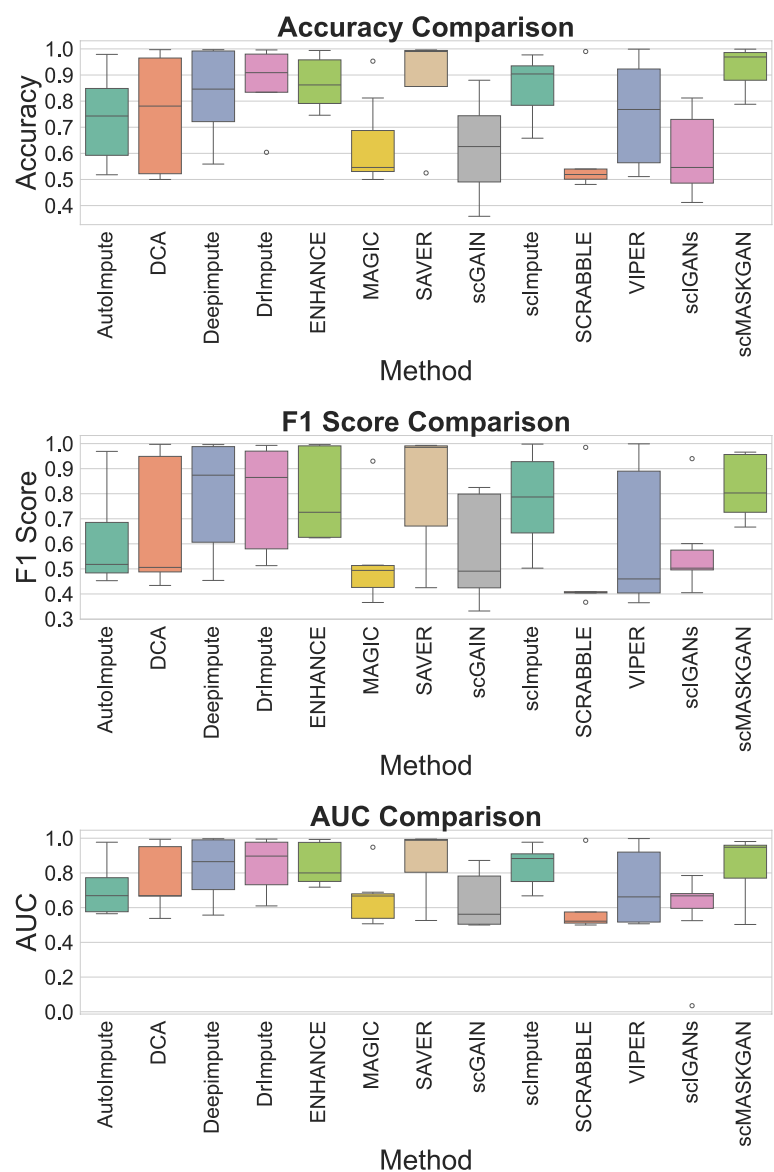 Accuracy Comparison
1.0
0.9
0.8
0.7
0.6
0.5
0.4
Accuracy
AutoImpute
DCA
Deepimpute
DrImpute
ENHANCE
MAGIC
SAVER
scGAIN
scImpute
SCRABBLE
VIPER
scIGANs
scMASKGAN
Method
F1 Score Comparison
1.0
0.9
0.8
0.7
0.6
0.5
0.4
0.3
F1 Score
AutoImpute
DCA
Deepimpute
DrImpute
ENHANCE
MAGIC
SAVER
scGAIN
scImpute
SCRABBLE
VIPER
scIGANs
scMASKGAN
Method
AUC Comparison
1.0
0.8
0.6
0.4
0.2
0.0
AUC
AutoImpute
DCA
Deepimpute
DrImpute
ENHANCE
MAGIC
SAVER
scGAIN
scImpute
SCRABBLE
VIPER
scIGANs
scMASKGAN
Method